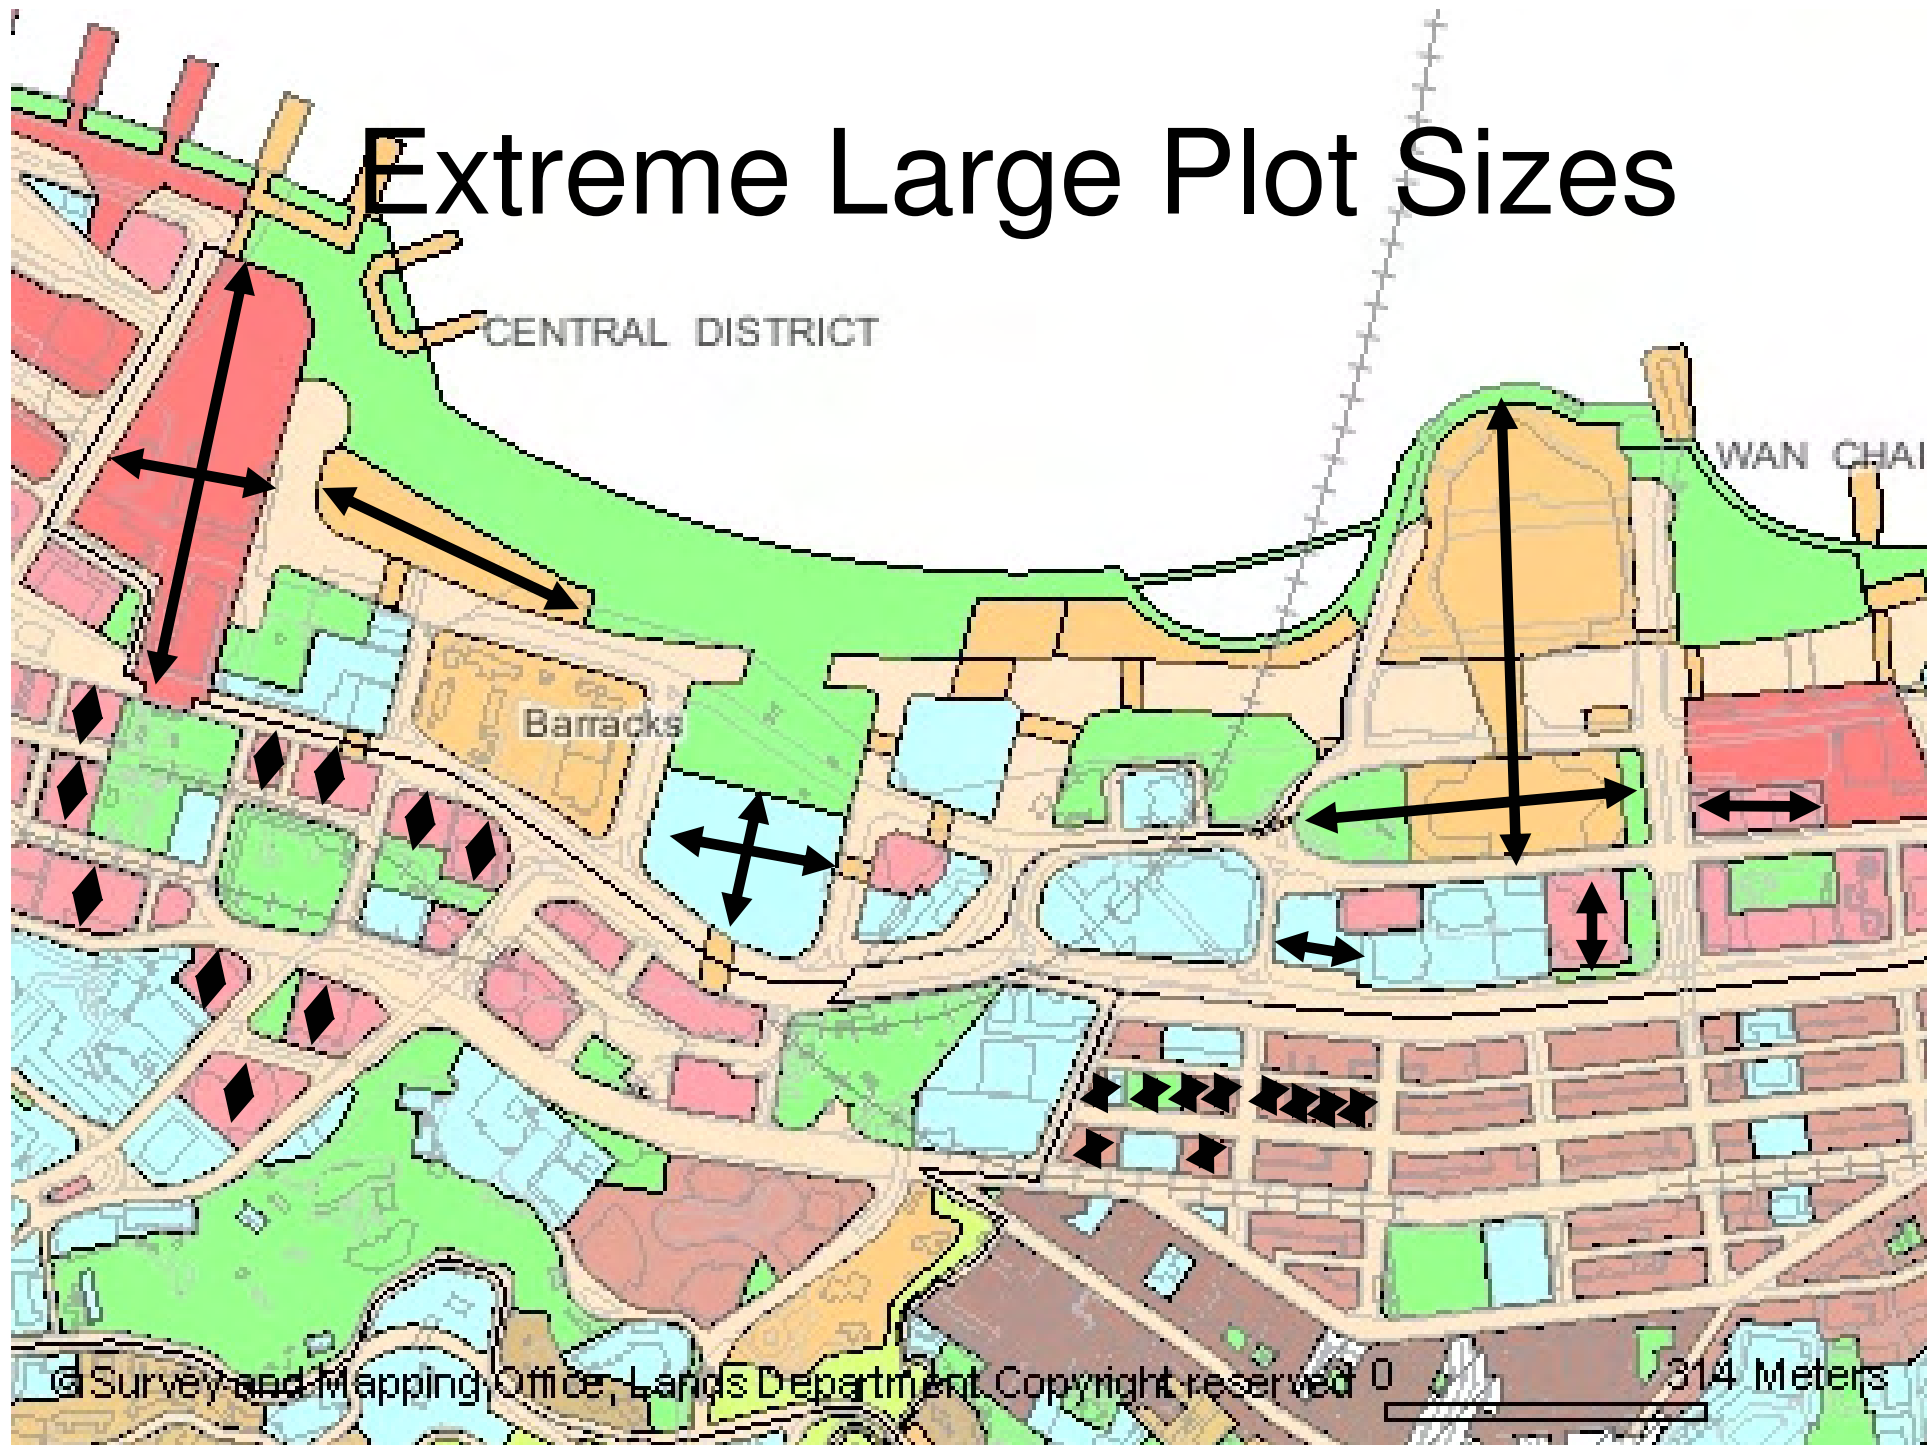 Extreme Large Plot Sizes
CENTRAL DISTRICT
WAN CHAI
Barracks
© Survey and Mapping Office, Lands Department Copyright reserved 0 314 Meters